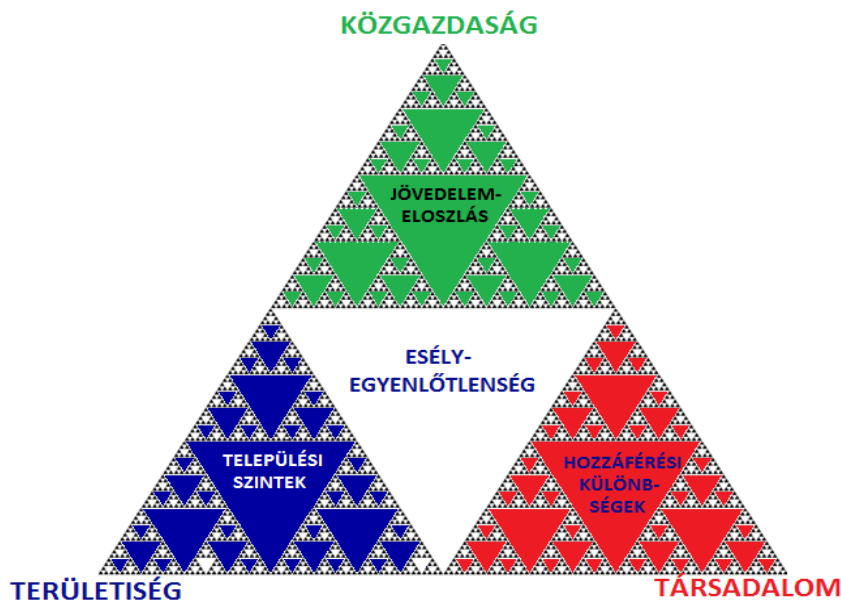 KÖZGAZDASÁG
JÖVEDELEM-
ELOSZLÁS
ESÉLY-
EGYENLŐTLENSÉG
TELEPÜLÉSI
SZINTEK
HOZZÁFÉRÉSI
KÜLÖNB-
SÉGEK
TERÜLETISÉG
TÁRSADALOM